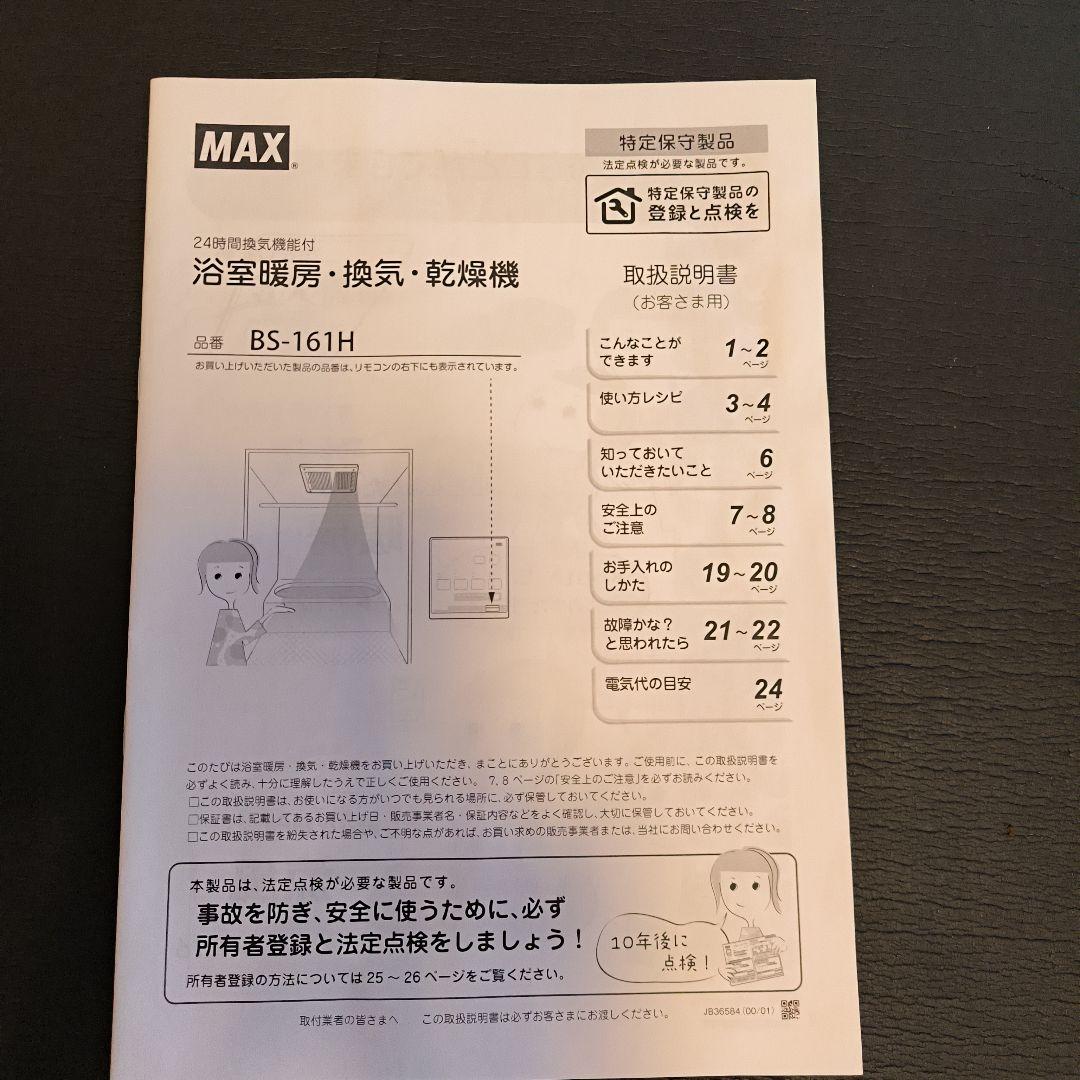 MAX®
特定保守製品
法定点検が必要な製品です。
特定保守製品の
登録と点検を
24時間換気機能付
浴室暖房・換気・乾燥機
取扱説明書
(お客さま用)
品番 BS-161H
お買い上げいただいた製品の品番は、リモコンの右下にも表示されています。
こんなことが
できます
1～2
ページ
使い方レシピ
3～4
ページ
知っておいて
いただきたいこと
6
ページ
安全上の
ご注意
7～8
ページ
お手入れの
しかた
19～20
ページ
故障かな？
と思われたら
21～22
ページ
電気代の目安
24
ページ
このたびは浴室暖房・換気・乾燥機をお買い上げいただき、まことにありがとうございます。ご使用前に、この取扱説明書を
必ずよく読み、十分に理解したうえで正しくご使用ください。 7、8ページの「安全上のご注意」を必ずお読みください。
□この取扱説明書は、お使いになる方がいつでも見られる場所に、必ず保管しておいてください。
□保証書は、記載してあるお買い上げ日・販売事業者名・保証内容などをよく確認し、大切に保管しておいてください。
□この取扱説明書を紛失された場合や、ご不明な点があれば、お買い求めの販売事業者または、当社にお問い合わせください。
本製品は、法定点検が必要な製品です。
事故を防ぎ、安全に使うために、必ず
所有者登録と法定点検をしましょう！
所有者登録の方法については25～26ページをご覧ください。
10年後に
点検！
取付業者の皆さまへ この取扱説明書は必ずお客さまにお渡しください。
JB36584(00/01)